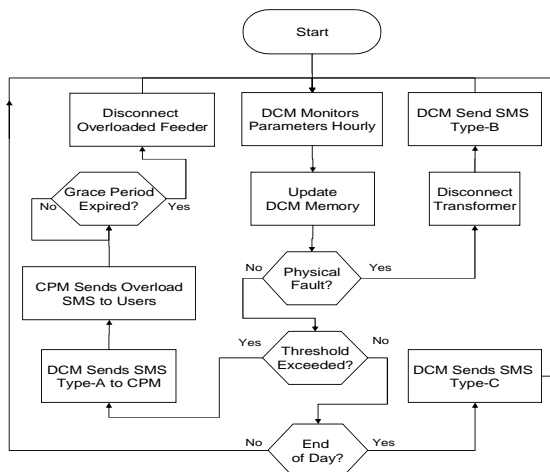 Start
Disconnect
Overloaded Feeder
DCM Monitors
Parameters Hourly
DCM Send SMS
Type-B
Grace Period
Expired?
No
Yes
Update
DCM Memory
Disconnect
Transformer
CPM Sends Overload
SMS to Users
No
Physical
Fault?
Yes
DCM Sends SMS
Type-A to CPM
Yes
Threshold
Exceeded?
No
DCM Sends SMS
Type-C
No
End
of Day?
Yes